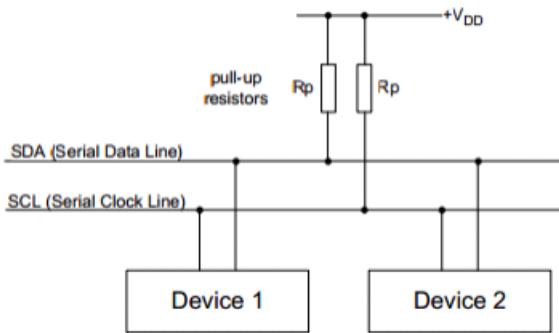 +VDD
pull-up
resistors
Rp
Rp
SDA (Serial Data Line)
SCL (Serial Clock Line)
Device 1
Device 2